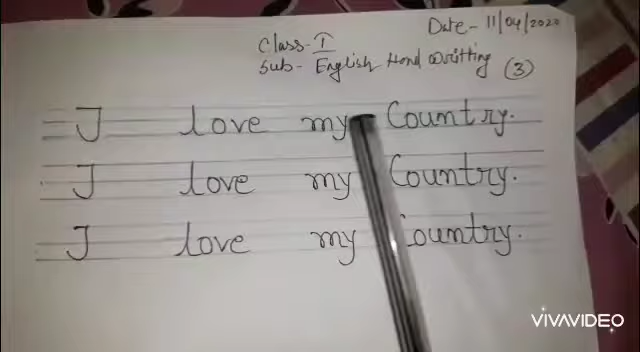 Date- 11/04/2020
Class- I
Sub- English Hand writting (3)
I love my Country.
I love my Country.
I love my Country.
VIVAVIDEO